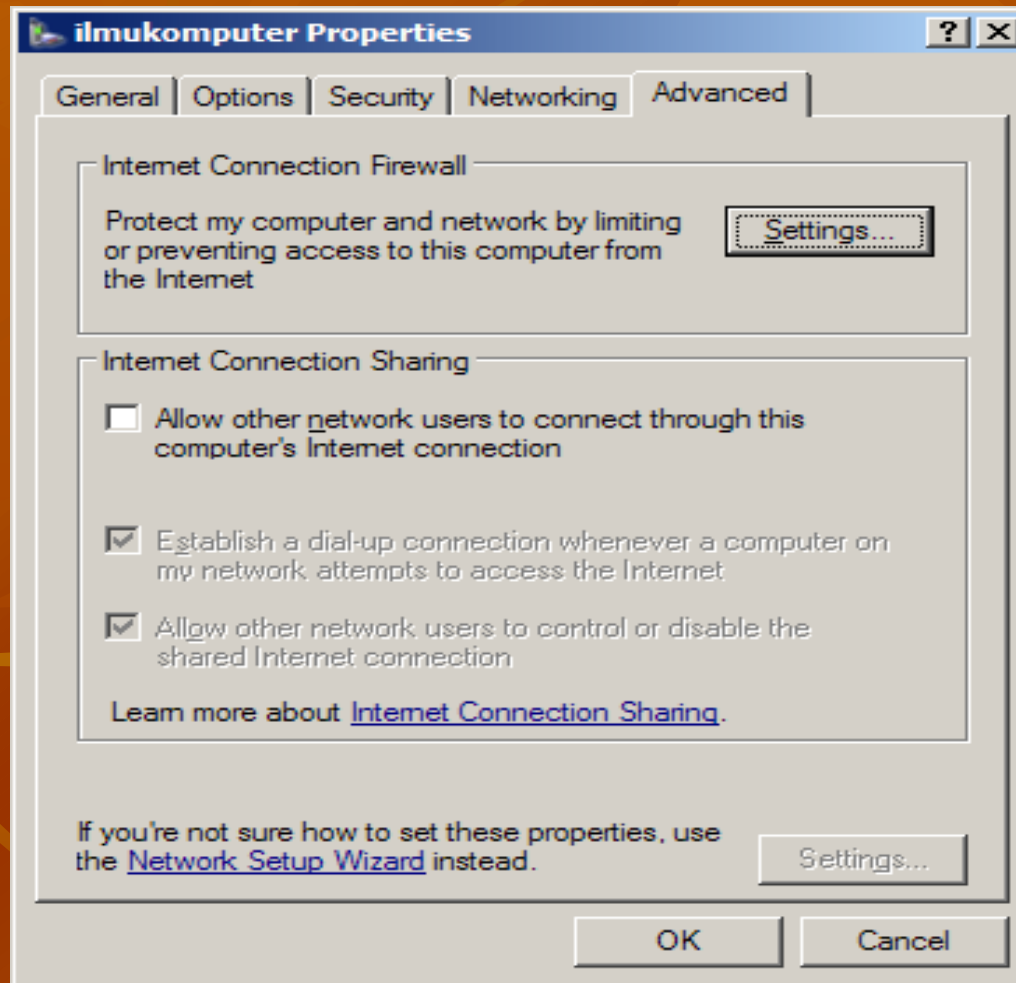 ilmukomputer Properties
General Options Security Networking Advanced
Internet Connection Firewall
Protect my computer and network by limiting
or preventing access to this computer from
the Internet
Settings...
Internet Connection Sharing
Allow other network users to connect through this
computer's Internet connection
Establish a dial-up connection whenever a computer on
my network attempts to access the Internet
Allow other network users to control or disable the
shared Internet connection
Learn more about Internet Connection Sharing.
If you're not sure how to set these properties, use
the Network Setup Wizard instead.
Settings...
OK Cancel